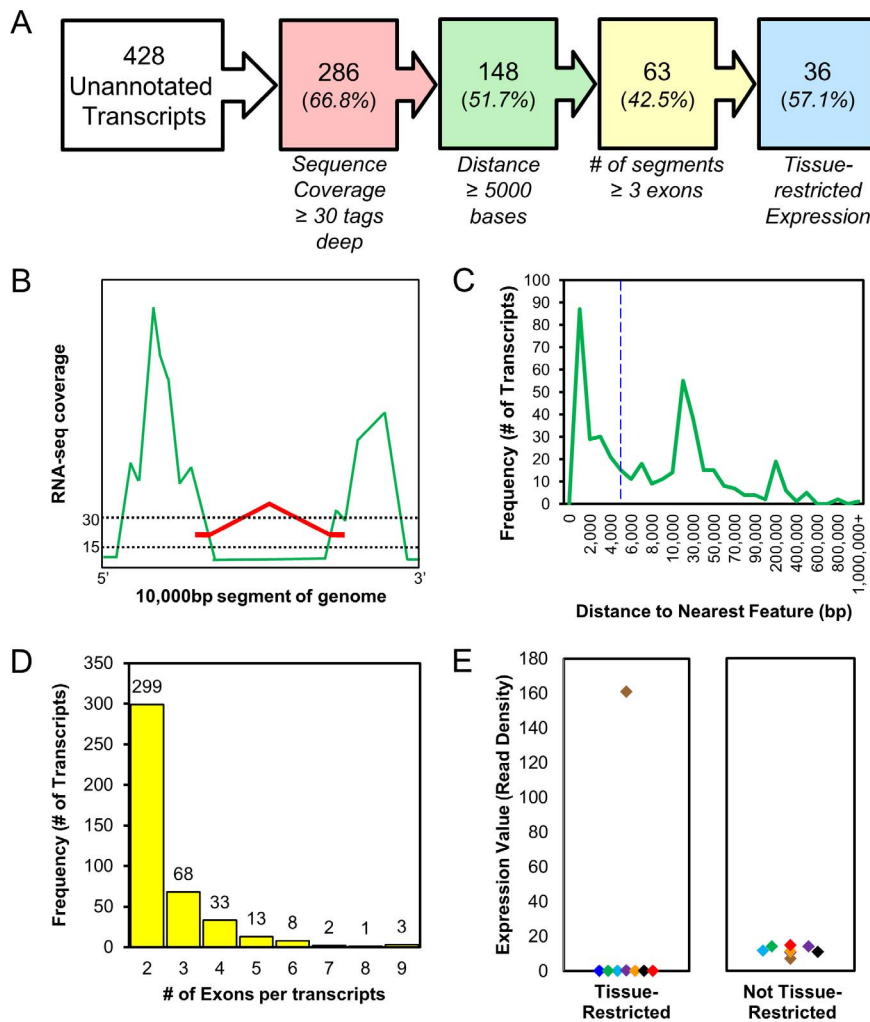 A
428
Unannotated
Transcripts
286
(66.8%)
148
(51.7%)
63
(42.5%)
36
(57.1%)
Sequence
Coverage
≥ 30 tags
deep
Distance
≥ 5000
bases
# of segments
≥ 3 exons
Tissue-
restricted
Expression
B
RNA-seq coverage
30
15
5'
3'
10,000bp segment of genome
C
Frequency (# of Transcripts)
100
90
80
70
60
50
40
30
20
10
0
0
2,000
4,000
6,000
8,000
10,000
30,000
50,000
70,000
90,000
200,000
400,000
600,000
800,000
1,000,000+
Distance to Nearest Feature (bp)
D
Frequency (# of Transcripts)
350
300
250
200
150
100
50
0
299
68
33
13
8
2
1
3
2 3 4 5 6 7 8 9
# of Exons per transcripts
E
Expression Value (Read Density)
180
160
140
120
100
80
60
40
20
0
Tissue-
Restricted
Not Tissue-
Restricted